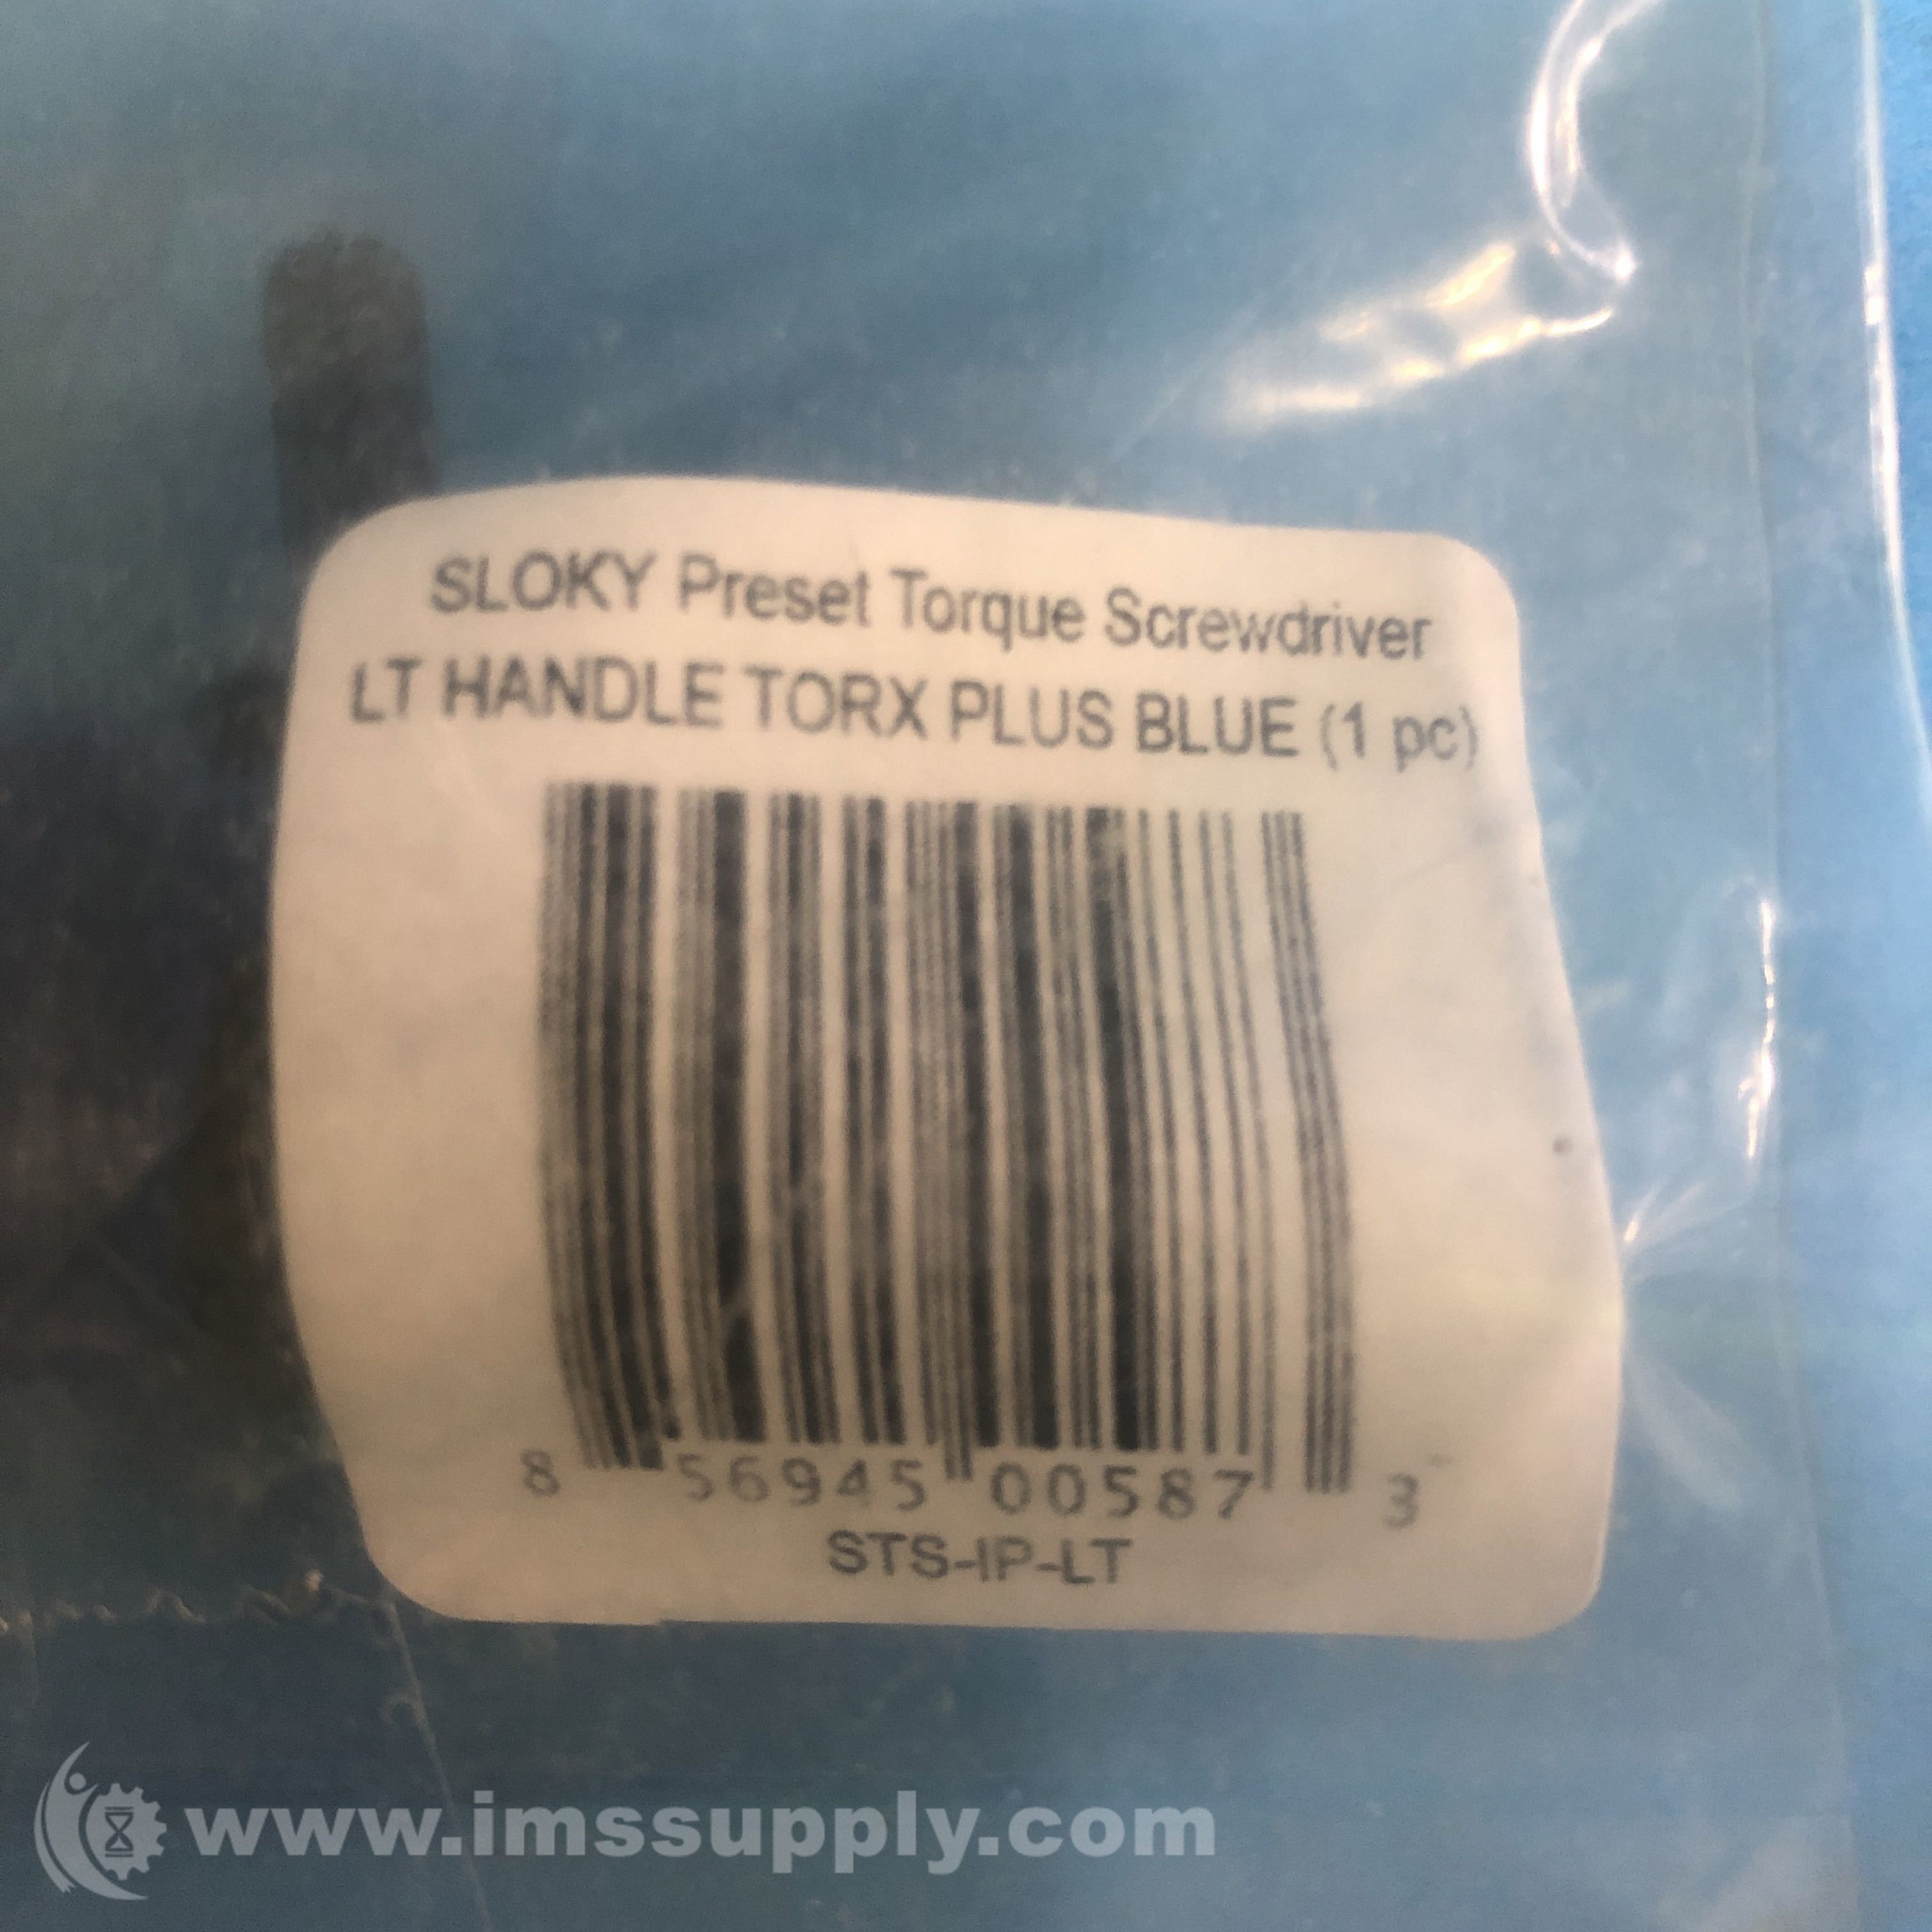 SLOKY Preset Torque Screwdriver
LT HANDLE TORX PLUS BLUE (1 pc)
8 56945 00587 3
STS-IP-LT
www.imssupply.com